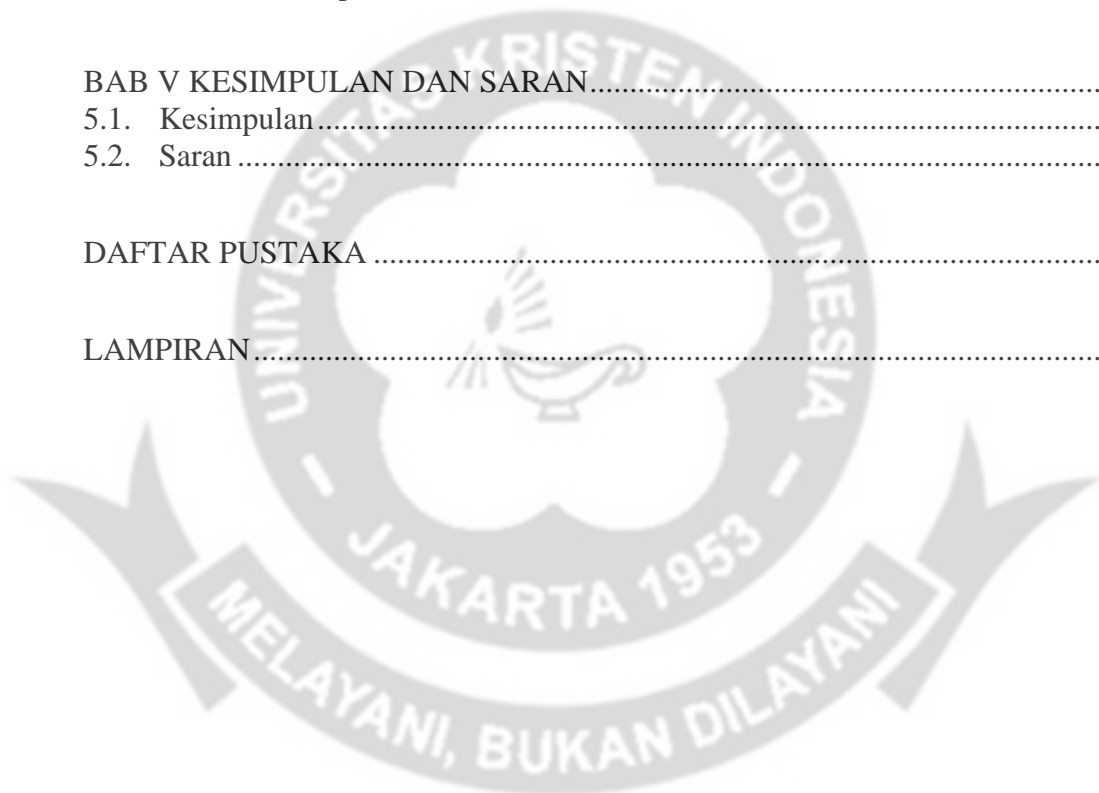 BAB V KESIMPULAN DAN SARAN........................................................................
5.1. Kesimpulan...........................................................................................................
5.2. Saran.....................................................................................................................
DAFTAR PUSTAKA....................................................................................................
LAMPIRAN..................................................................................................................
UNIVERSITAS KRISTEN INDONESIA
JAKARTA 1953
MELAYANI, BUKAN DILAYANI